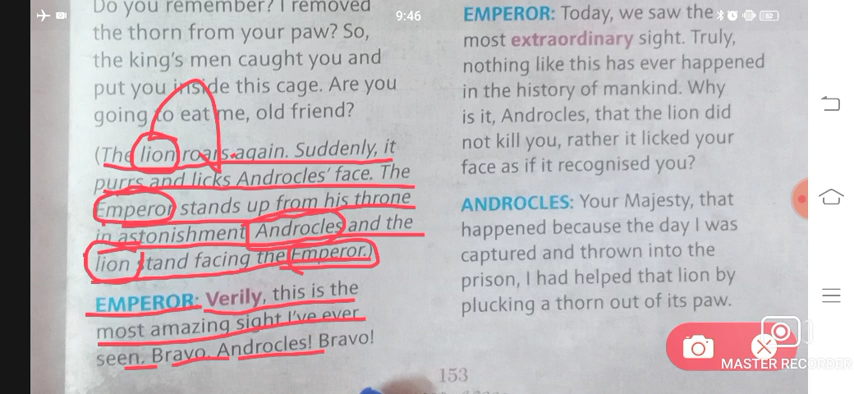 Do you remember? I removed
the thorn from your paw? So,
the king's men caught you and
put you inside this cage. Are you
going to eat me, old friend?
(The lion roars again. Suddenly, it
purrs and licks Androcles' face. The
Emperor stands up from his throne
in astonishment. Androcles and the
lion stand facing the Emperor.)
EMPEROR: Verily, this is the
most amazing sight I've ever
seen. Bravo, Androcles! Bravo!
9:46
EMPEROR: Today, we saw the
most extraordinary sight. Truly,
nothing like this has ever happened
in the history of mankind. Why
is it, Androcles, that the lion did
not kill you, rather it licked your
face as if it recognised you?
ANDROCLES: Your Majesty, that
happened because the day I was
captured and thrown into the
prison, I had helped that lion by
plucking a thorn out of its paw.
153
MASTER RECORDER